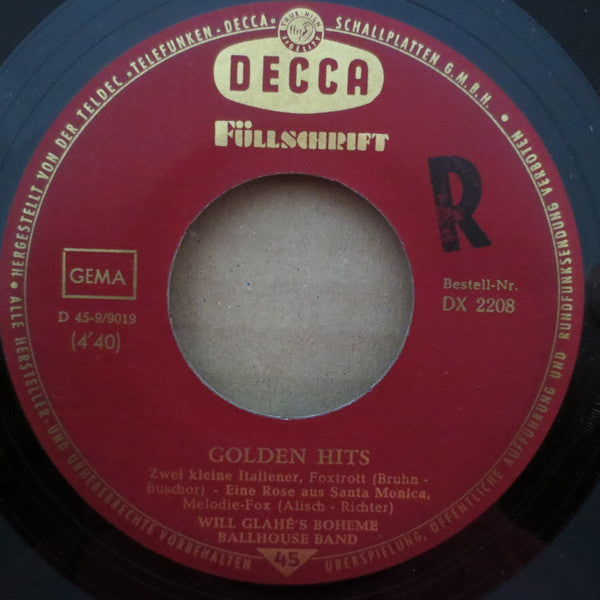 • HERGESTELLT VON DER TELDEC »TELEFUNKEN-DECCA« SCHALLPLATTEN G.M.B.H. •
TRUE HIGH
ffrr
FIDELITY
DECCA
FÜLLSCHRIFT
R
GEMA
D 45-9/9019
(4'40)
Bestell-Nr.
DX 2208
GOLDEN HITS
Zwei kleine Italiener, Foxtrott (Bruhn -
Buschor) - Eine Rose aus Santa Monica,
Melodie-Fox (Alisch - Richter)
WILL GLAHÉ'S BOHEME
BALLHOUSE BAND
45
ALLE HERSTELLER- UND URHEBERRECHTE VORBEHALTEN
ÜBERSPIELUNG, ÖFFENTLICHE AUFFÜHRUNG UND RUNDFUNKSENDUNG VERBOTEN